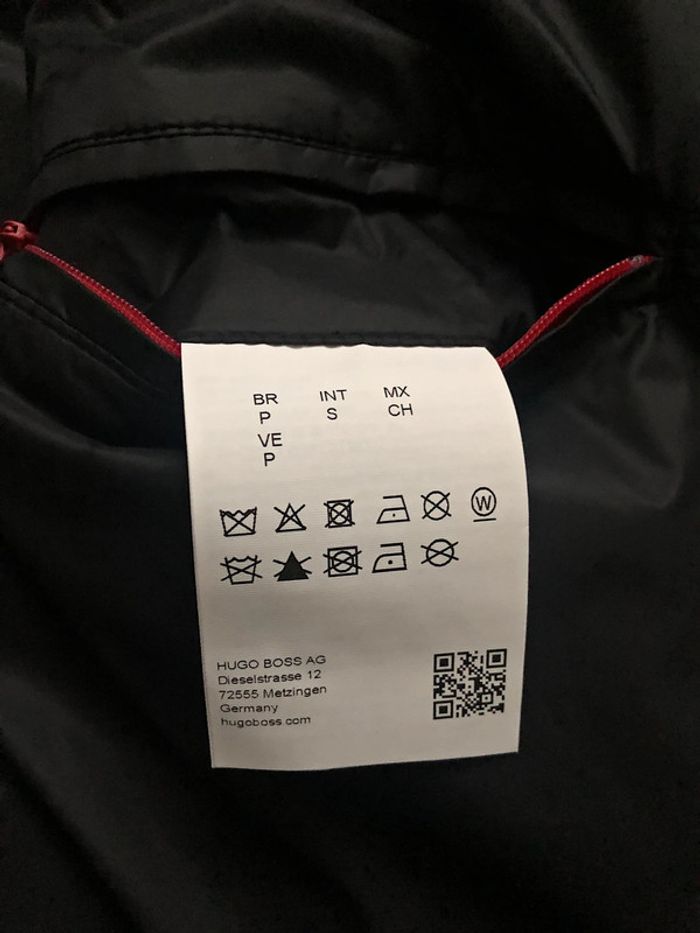 BR INT MX
P S CH
VE
P
W
HUGO BOSS AG
Dieselstrasse 12
72555 Metzingen
Germany
hugoboss.com